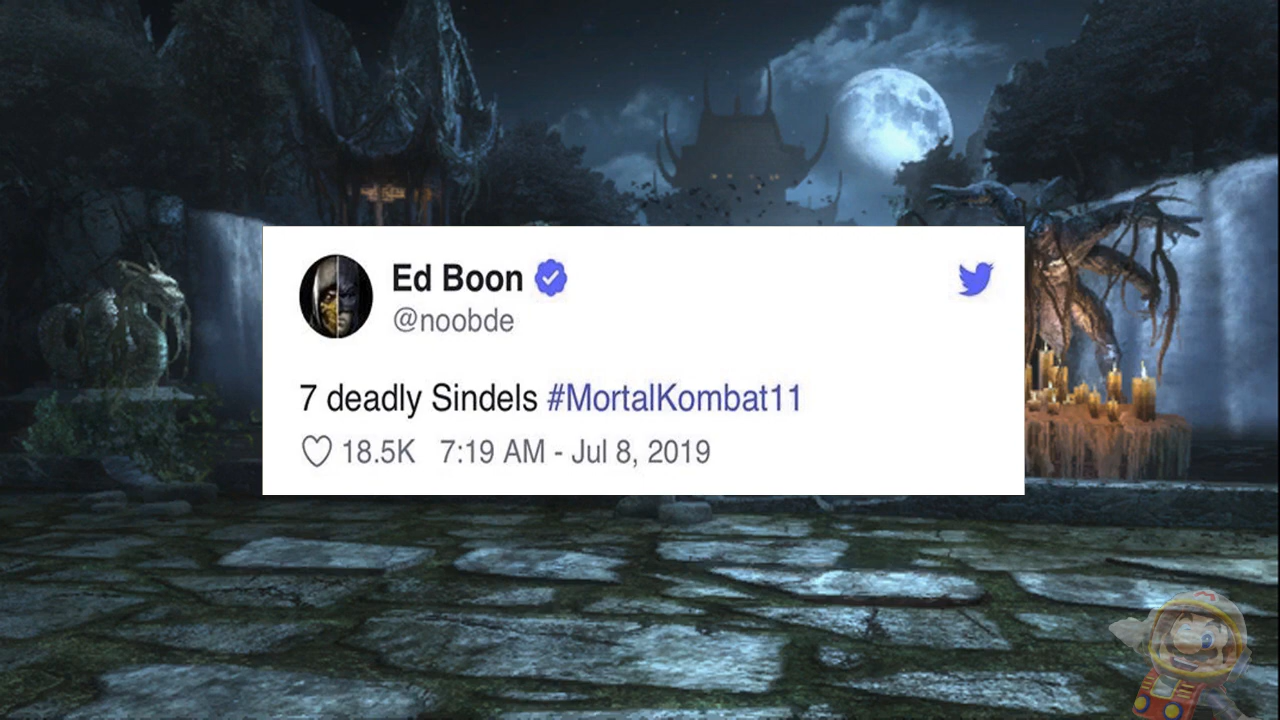 Ed Boon
@noobde
7 deadly Sindels #MortalKombat11
18.5K 7:19 AM - Jul 8, 2019